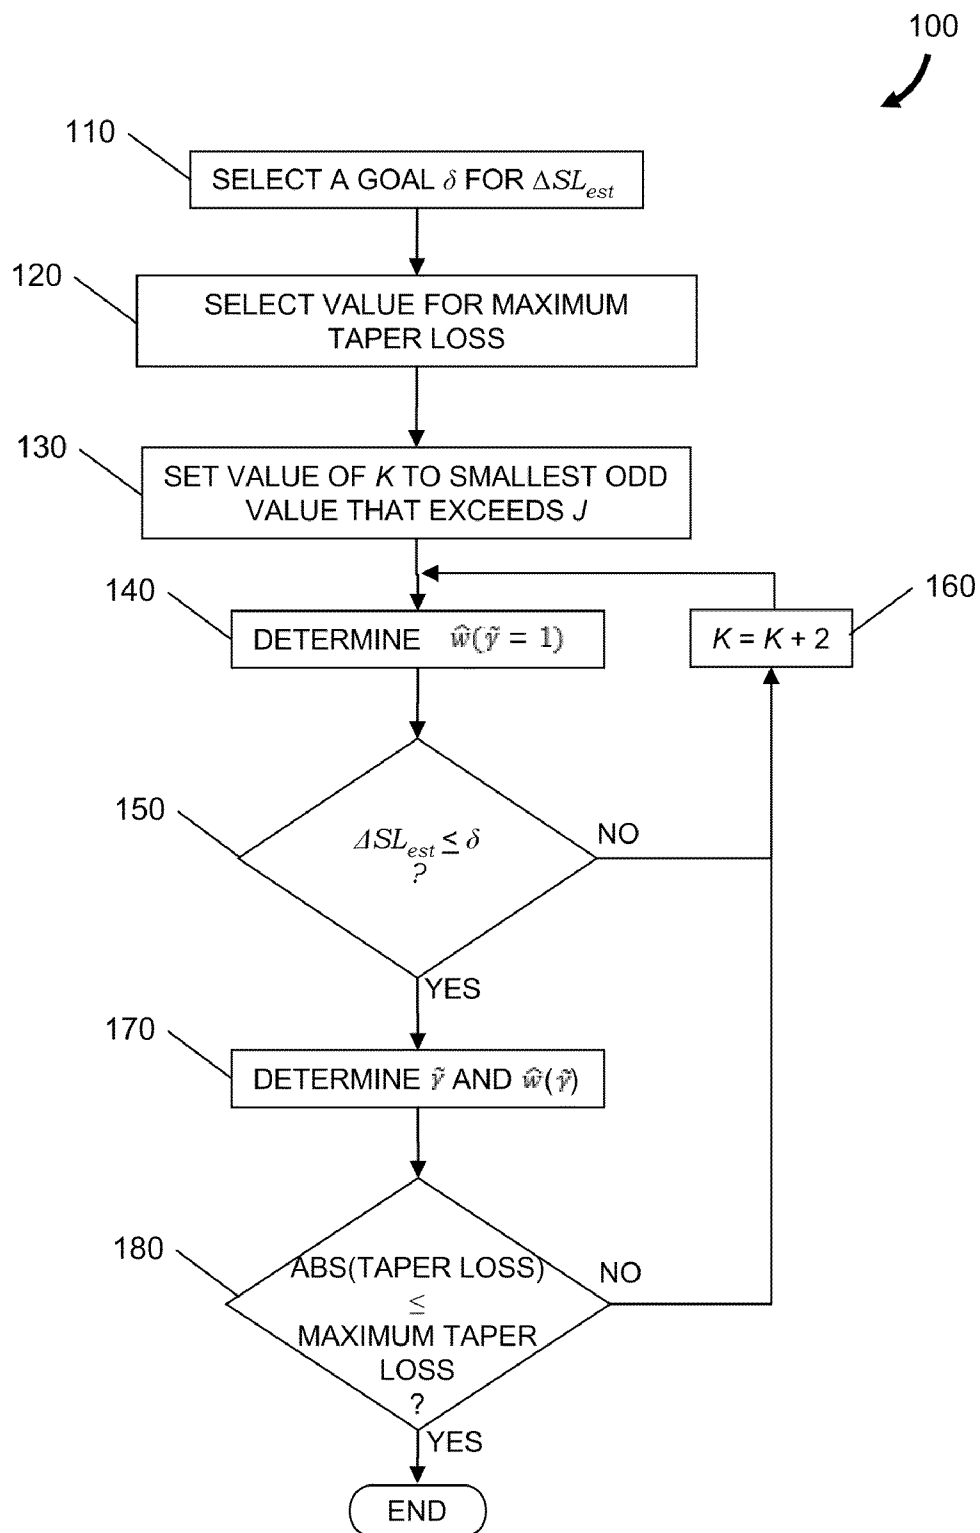 100
110
SELECT A GOAL δ FOR ΔSL_est
120
SELECT VALUE FOR MAXIMUM
TAPER LOSS
130
SET VALUE OF K TO SMALLEST ODD
VALUE THAT EXCEEDS J
140
DETERMINE ŵ(γ̃ = 1)
160
K = K + 2
150
ΔSL_est ≤ δ
?
NO
YES
170
DETERMINE γ̃ AND ŵ(γ̃)
180
ABS(TAPER LOSS)
≤
MAXIMUM TAPER
LOSS
?
NO
YES
END